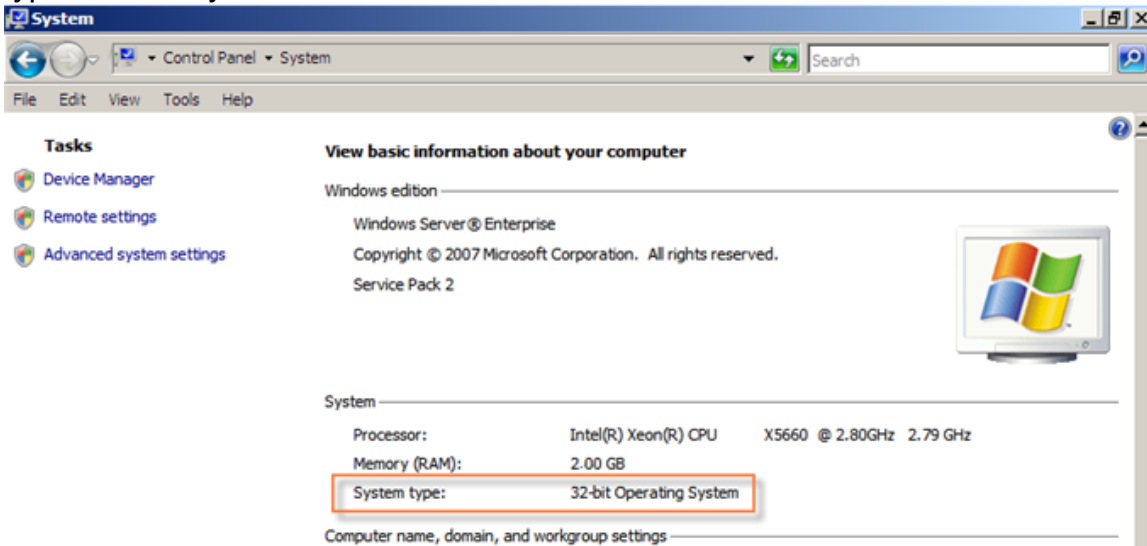 System
Control Panel System
Search
File Edit View Tools Help
Tasks
Device Manager
Remote settings
Advanced system settings
View basic information about your computer
Windows edition
Windows Server® Enterprise
Copyright © 2007 Microsoft Corporation. All rights reserved.
Service Pack 2
System
Processor: Intel(R) Xeon(R) CPU X5660 @ 2.80GHz 2.79 GHz
Memory (RAM): 2.00 GB
System type: 32-bit Operating System
Computer name, domain, and workgroup settings